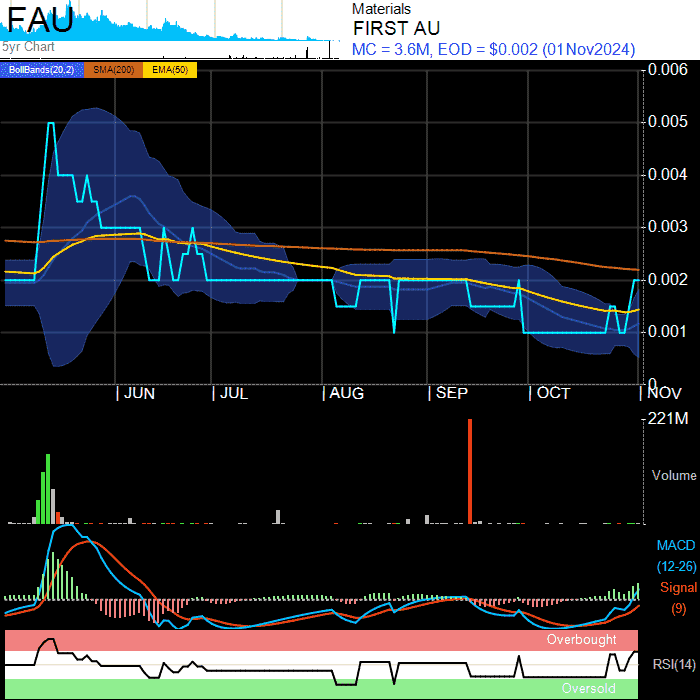 FAU
5yr Chart
Materials
FIRST AU
MC = 3.6M, EOD = $0.002 (01Nov2024)
BollBands(20,2) SMA(200) EMA(50)
0.006
0.005
0.004
0.003
0.002
0.001
0
JUN JUL AUG SEP OCT NOV
221M
Volume
MACD
(12-26)
Signal
(9)
Overbought
RSI(14)
Oversold